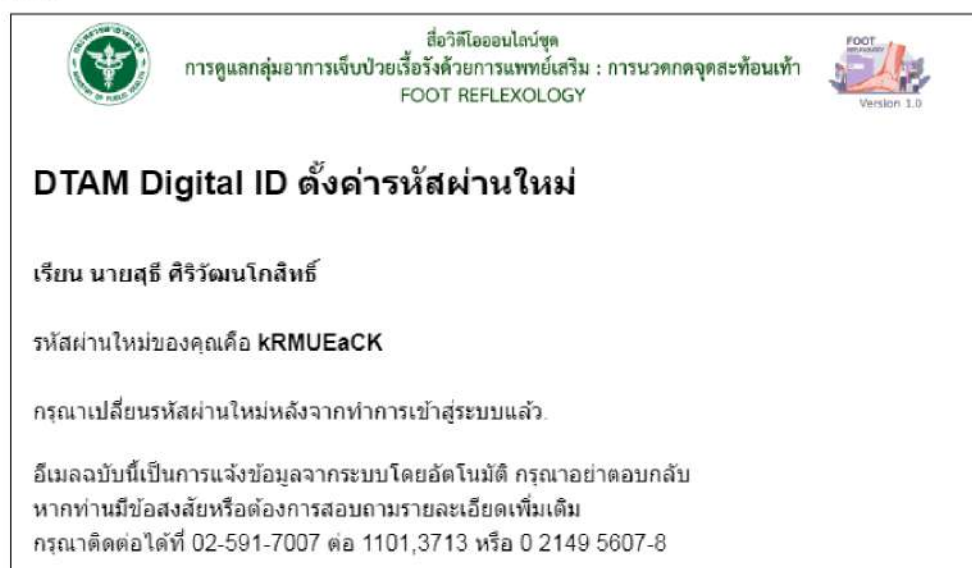 สื่อวิดีโอออนไลน์ชุด
การดูแลกลุ่มอาการเจ็บป่วยเรื้อรังด้วยการแพทย์เสริม : การนวดกดจุดสะท้อนเท้า
FOOT REFLEXOLOGY
FOOT
REFLEXOLOGY
Version 1.0
DTAM Digital ID ตั้งค่ารหัสผ่านใหม่
เรียน นายสุธี ศิริวัฒนโกสิทธิ์
รหัสผ่านใหม่ของคุณคือ kRMUEaCK
กรุณาเปลี่ยนรหัสผ่านใหม่หลังจากทำการเข้าสู่ระบบแล้ว.
อีเมลฉบับนี้เป็นการแจ้งข้อมูลจากระบบโดยอัตโนมัติ กรุณาอย่าตอบกลับ
หากท่านมีข้อสงสัยหรือต้องการสอบถามรายละเอียดเพิ่มเติม
กรุณาติดต่อได้ที่ 02-591-7007 ต่อ 1101,3713 หรือ 0 2149 5607-8